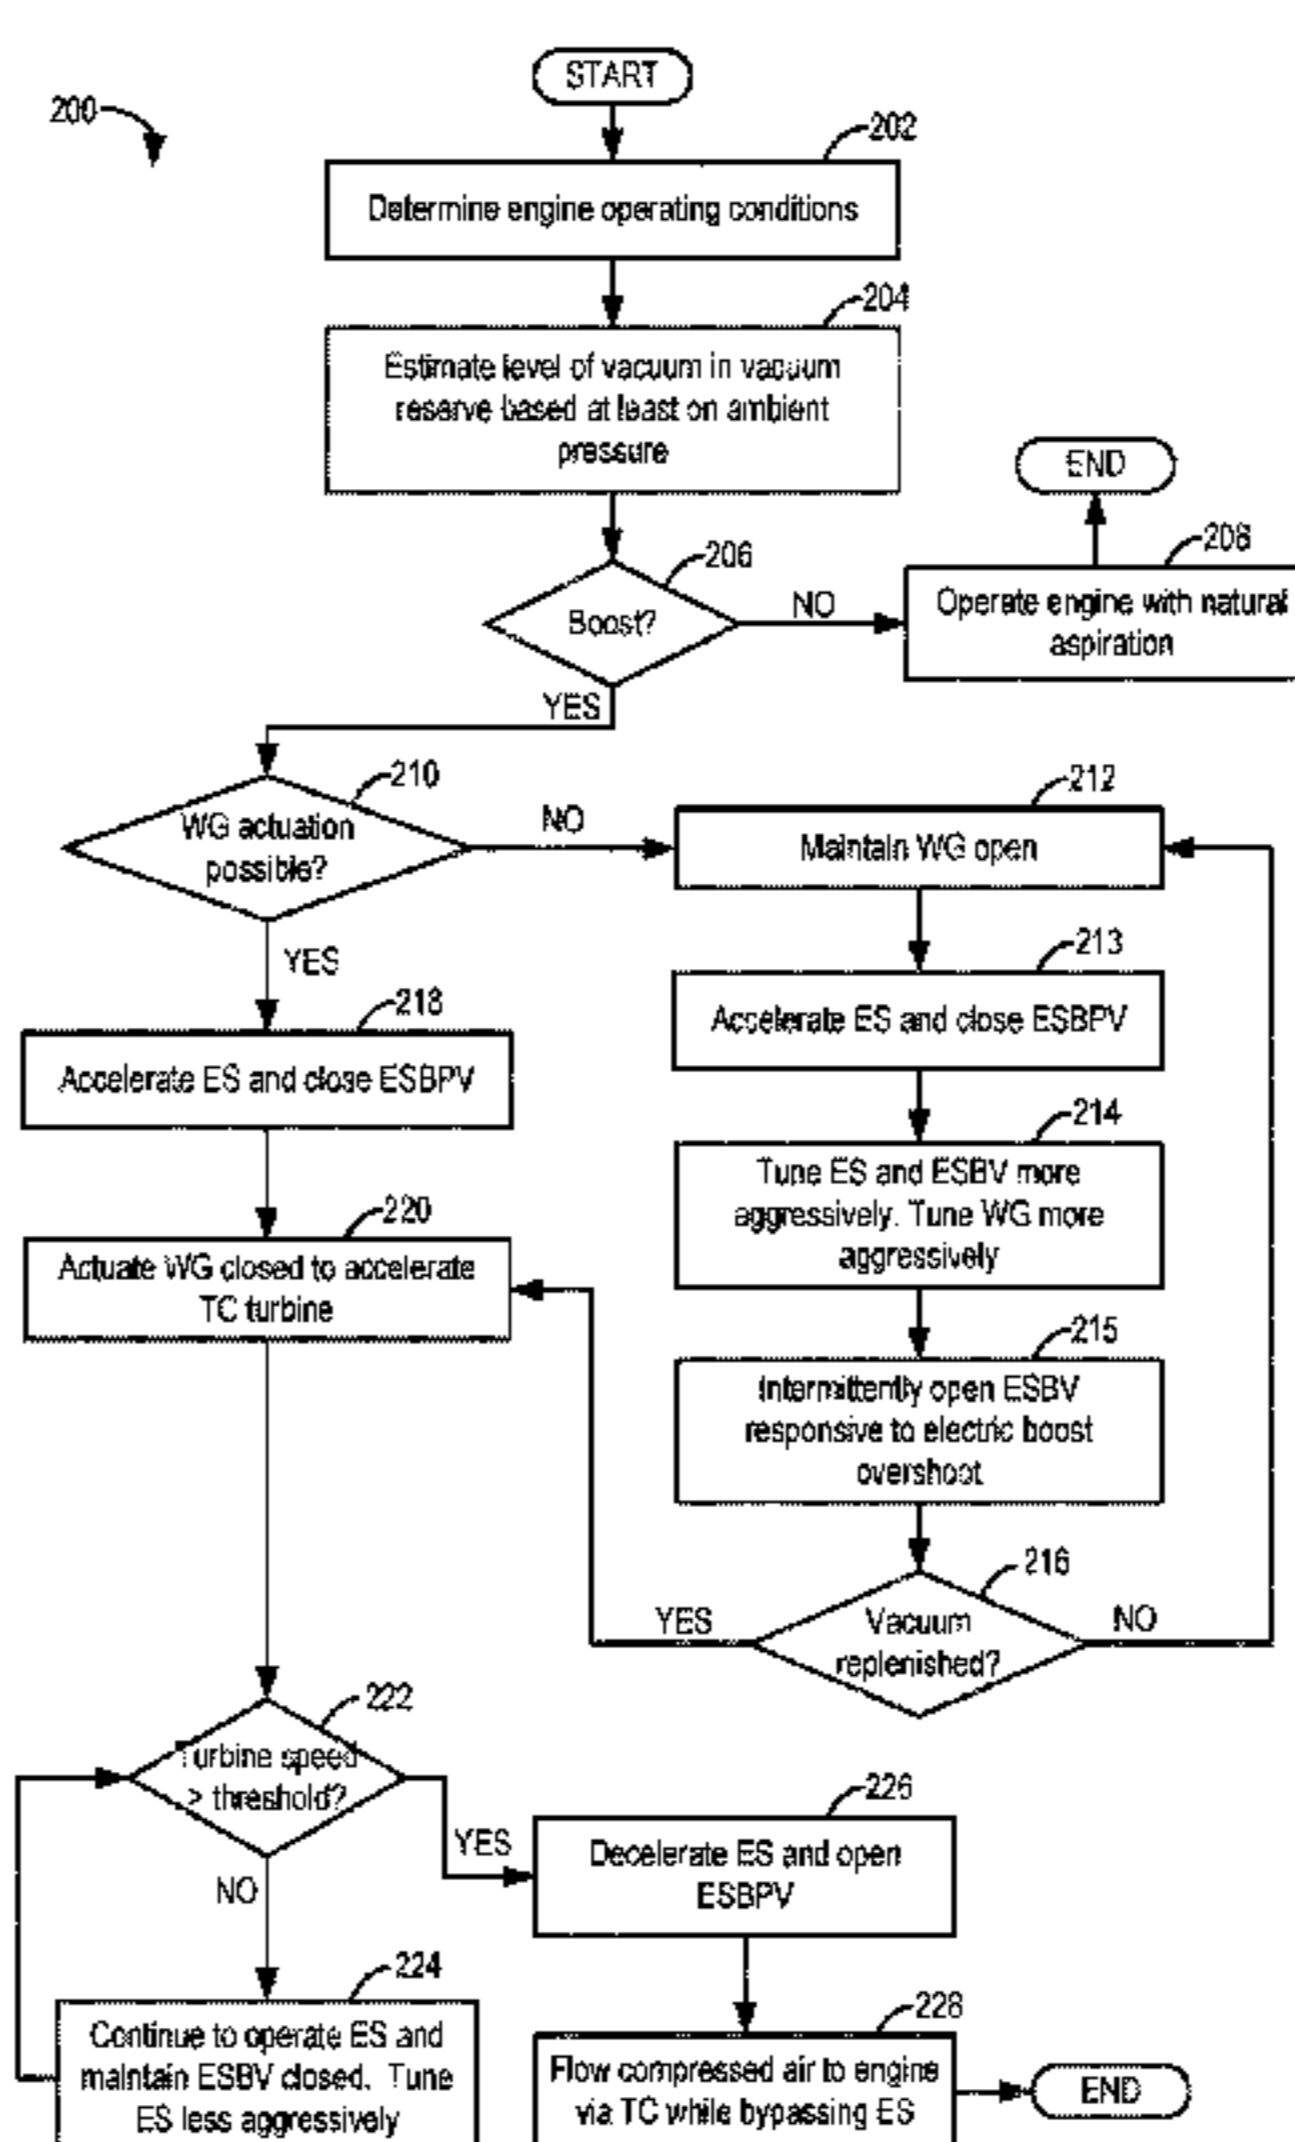 START
200
202
Determine engine operating conditions
204
Estimate level of vacuum in vacuum
reserve based at least on ambient
pressure
END
206
208
Boost?
NO
Operate engine with natural
aspiration
YES
210
WG actuation
possible?
NO
212
Maintain WG open
YES
213
Accelerate ES and close ESBPV
218
Accelerate ES and close ESBPV
214
Tune ES and ESBV more
aggressively. Tune WG more
aggressively
220
Actuate WG closed to accelerate
TC turbine
215
Intermittently open ESBV
responsive to electric boost
overshoot
216
Vacuum
replenished?
YES
NO
222
Turbine speed
> threshold?
YES
NO
226
Decelerate ES and open
ESBPV
224
Continue to operate ES and
maintain ESBV closed. Tune
ES less aggressively
228
Flow compressed air to engine
via TC while bypassing ES
END